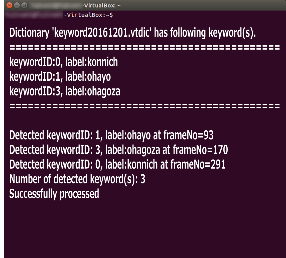 VirtualBox: ~
-VirtualBox:~$
Dictionary 'keyword20161201.vtdic' has following keyword(s).
============================================
keywordID:0, label:konnich
keywordID:1, label:ohayo
keywordID:3, label:ohagoza
============================================
Detected keywordID: 1, label:ohayo at frameNo=93
Detected keywordID: 3, label:ohagoza at frameNo=170
Detected keywordID: 0, label:konnich at frameNo=291
Number of detected keyword(s): 3
Successfully processed